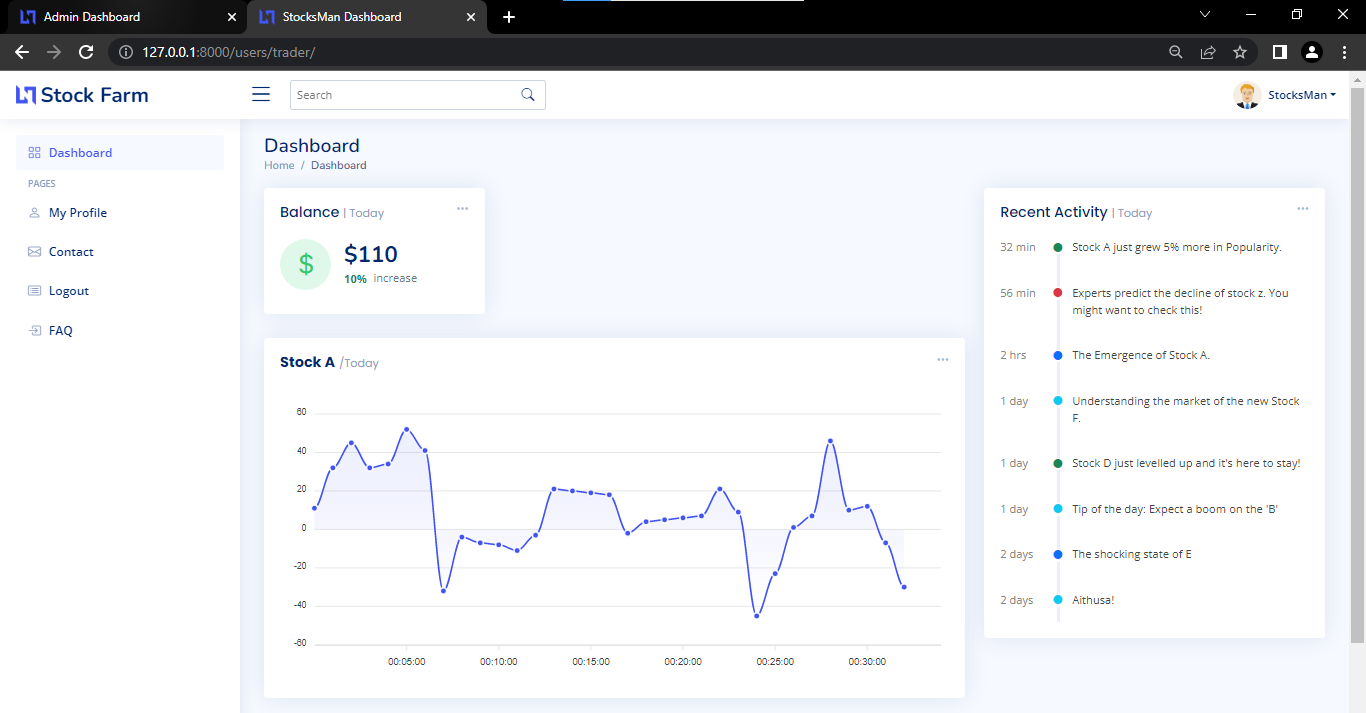 Admin Dashboard
StocksMan Dashboard
127.0.0.1:8000/users/trader/
Stock Farm
Search
StocksMan
Dashboard
PAGES
My Profile
Contact
Logout
FAQ
Dashboard
Home / Dashboard
Balance | Today
$
$110
10% increase
Stock A /Today
60
40
20
0
-20
-40
-60
00:05:00 00:10:00 00:15:00 00:20:00 00:25:00 00:30:00
Recent Activity | Today
32 min Stock A just grew 5% more in Popularity.
56 min Experts predict the decline of stock z. You
might want to check this!
2 hrs The Emergence of Stock A.
1 day Understanding the market of the new Stock
F.
1 day Stock D just levelled up and it's here to stay!
1 day Tip of the day: Expect a boom on the 'B'
2 days The shocking state of E
2 days Aithusa!